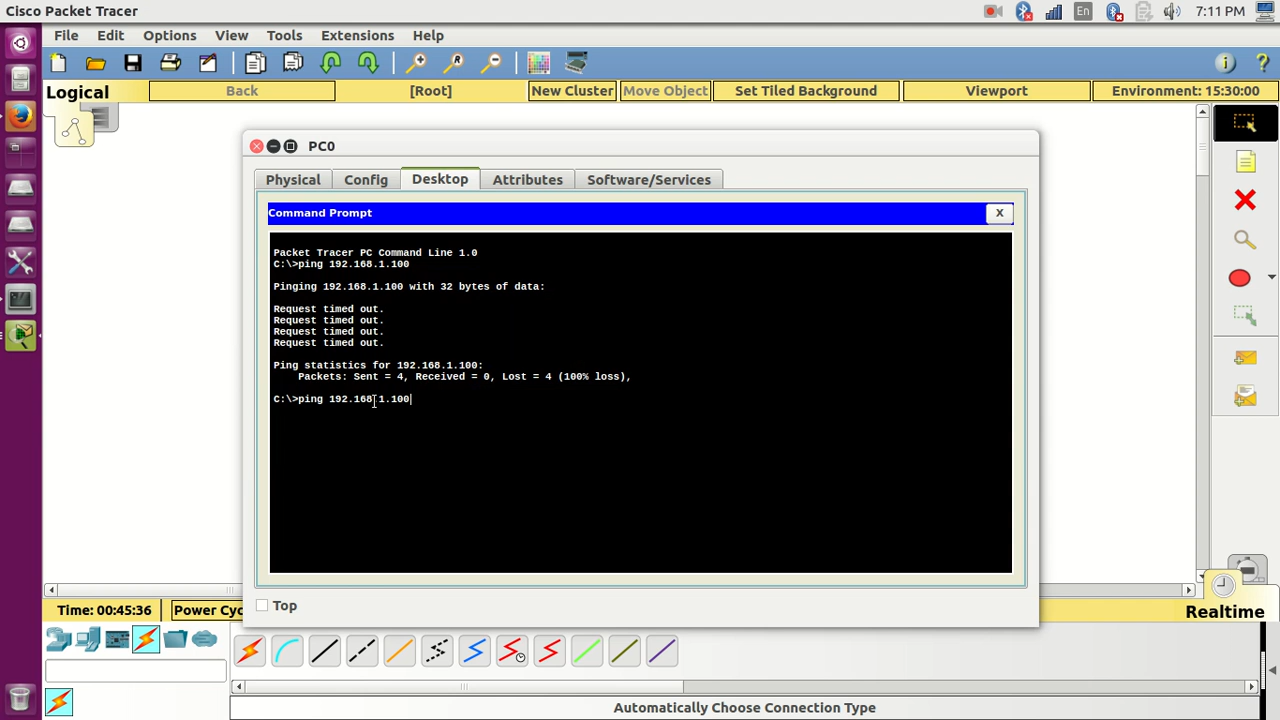 Cisco Packet Tracer
En
7:11 PM
File Edit Options View Tools Extensions Help
Logical
Back
[Root]
New Cluster
Move Object
Set Tiled Background
Viewport
Environment: 15:30:00
PC0
Physical
Config
Desktop
Attributes
Software/Services
Command Prompt
X
Packet Tracer PC Command Line 1.0
C:\>ping 192.168.1.100
Pinging 192.168.1.100 with 32 bytes of data:
Request timed out.
Request timed out.
Request timed out.
Request timed out.
Ping statistics for 192.168.1.100:
Packets: Sent = 4, Received = 0, Lost = 4 (100% loss),
C:\>ping 192.168.1.100
Top
Time: 00:45:36
Power Cyc
Realtime
Automatically Choose Connection Type